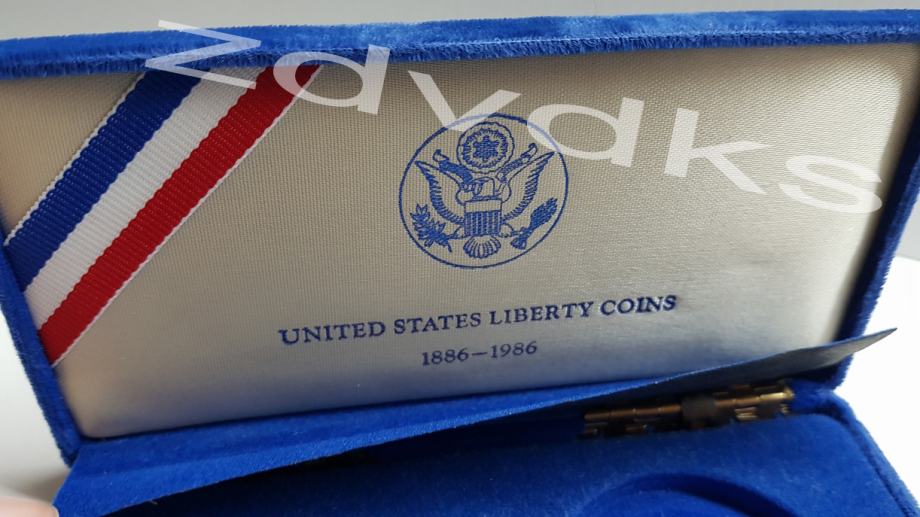 zdvdks
UNITED STATES LIBERTY COINS
1886–1986